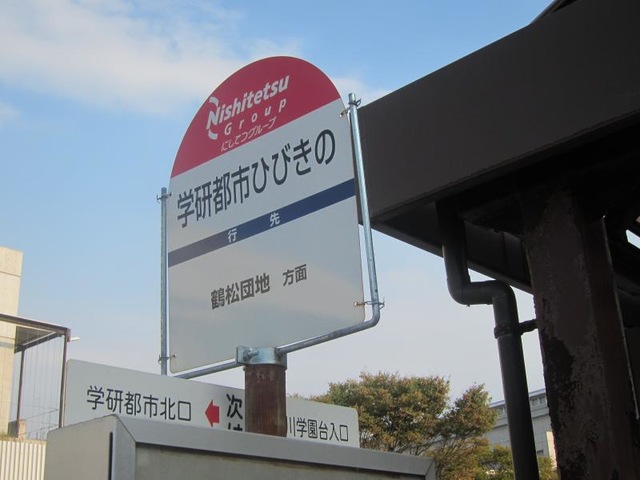 Nishitetsu
Group
にしてつグループ
学研都市ひびきの
行先
鶴松団地 方面
学研都市北口
次は
川学園台入口